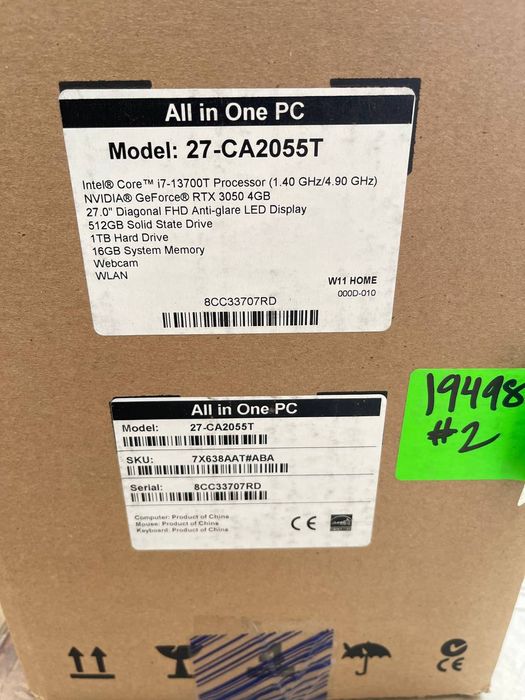 All in One PC
Model: 27-CA2055T
Intel® Core™ i7-13700T Processor (1.40 GHz/4.90 GHz)
NVIDIA® GeForce® RTX 3050 4GB
27.0" Diagonal FHD Anti-glare LED Display
512GB Solid State Drive
1TB Hard Drive
16GB System Memory
Webcam
WLAN
W11 HOME
000D-010
8CC33707RD
19498
#2
All in One PC
Model: 27-CA2055T
SKU: 7X638AAT#ABA
Serial: 8CC33707RD
Computer: Product of China
Mouse: Product of China
Keyboard: Product of China
CE
CE